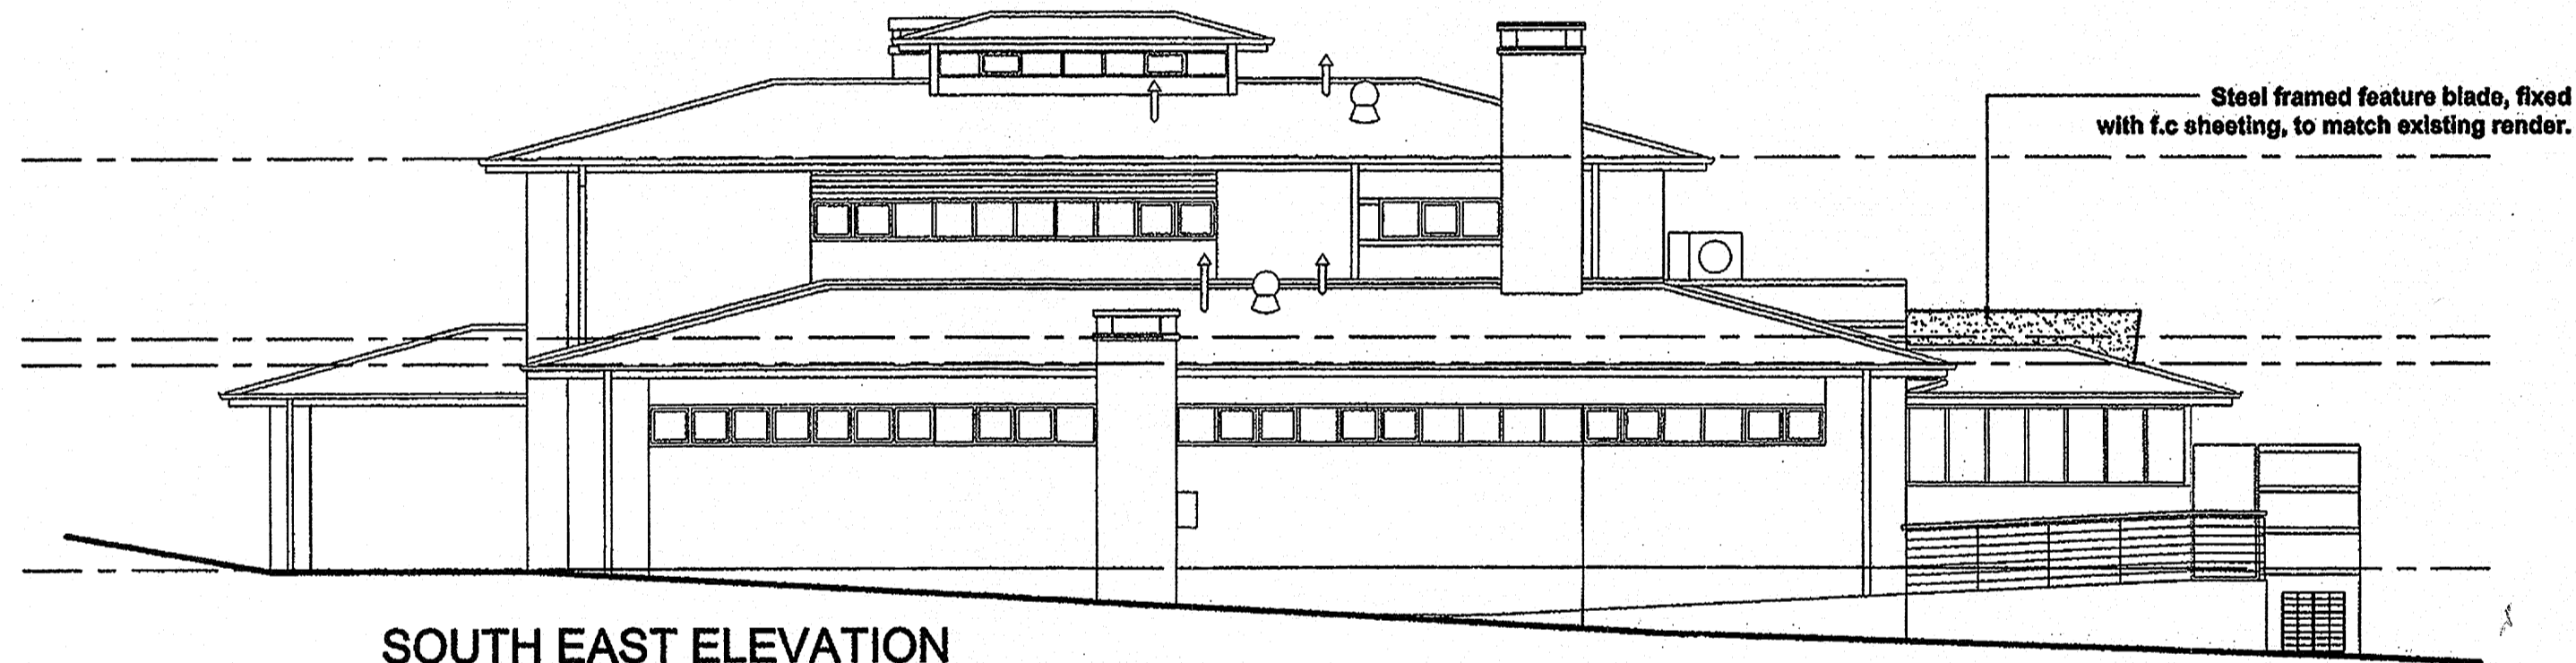 Steel framed feature blade, fixed
with f.c sheeting, to match existing render.
SOUTH EAST ELEVATION